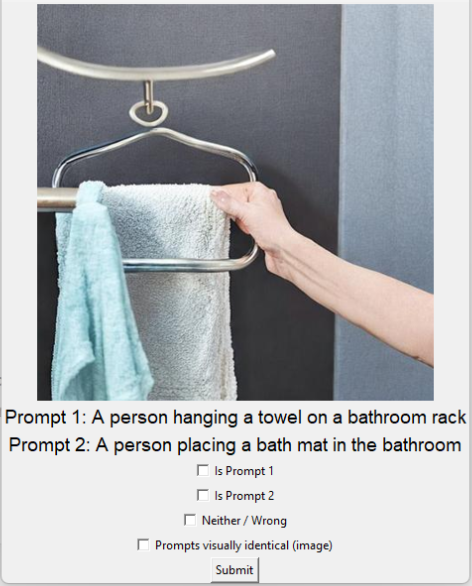 Prompt 1: A person hanging a towel on a bathroom rack
Prompt 2: A person placing a bath mat in the bathroom
Is Prompt 1
Is Prompt 2
Neither / Wrong
Prompts visually identical (image)
Submit